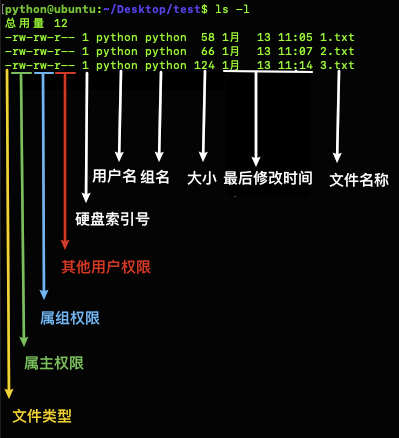 [python@ubuntu:~/Desktop/test$ ls -l
总用量 12
-rw-rw-r-- 1 python python  58 1月  13 11:05 1.txt
-rw-rw-r-- 1 python python  66 1月  13 11:07 2.txt
-rw-rw-r-- 1 python python 124 1月  13 11:14 3.txt
用户名 组名 大小 最后修改时间 文件名称
硬盘索引号
其他用户权限
属组权限
属主权限
文件类型